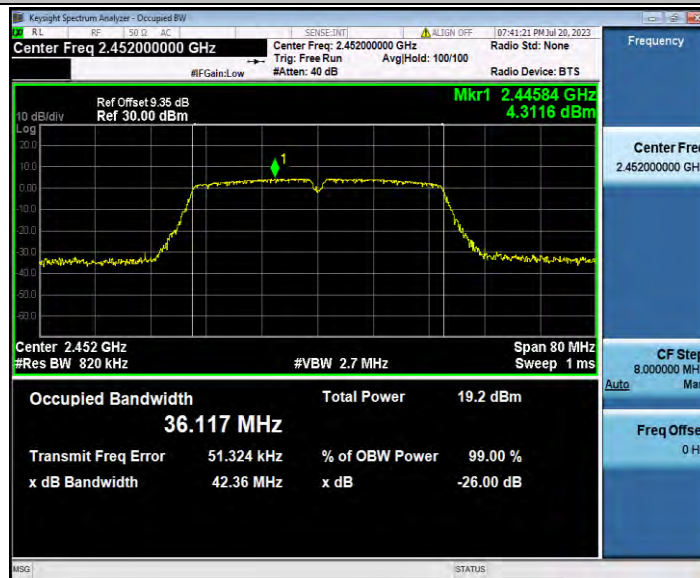 Keysight Spectrum Analyzer - Occupied BW
RL RF 50 Ω AC SENSE:INT ALIGN OFF 07:41:21 PM Jul 20, 2023
Center Freq 2.452000000 GHz
Center Freq: 2.452000000 GHz Radio Std: None
Trig: Free Run Avg|Hold: 100/100
#IFGain:Low #Atten: 40 dB Radio Device: BTS
Frequency
Mkr1 2.44584 GHz
4.3116 dBm
Ref Offset 9.35 dB
10 dB/div Ref 30.00 dBm
Log
20.0
10.0
0.00
-10.0
-20.0
-30.0
-40.0
-50.0
-60.0
1
Center 2.452 GHz Span 80 MHz
#Res BW 820 kHz #VBW 2.7 MHz Sweep 1 ms
Center Fre
2.452000000 GH
CF Step
8.000000 MH
Auto Ma
Freq Offse
0 H
Occupied Bandwidth Total Power 19.2 dBm
36.117 MHz
Transmit Freq Error 51.324 kHz % of OBW Power 99.00 %
x dB Bandwidth 42.36 MHz x dB -26.00 dB
MSG STATUS